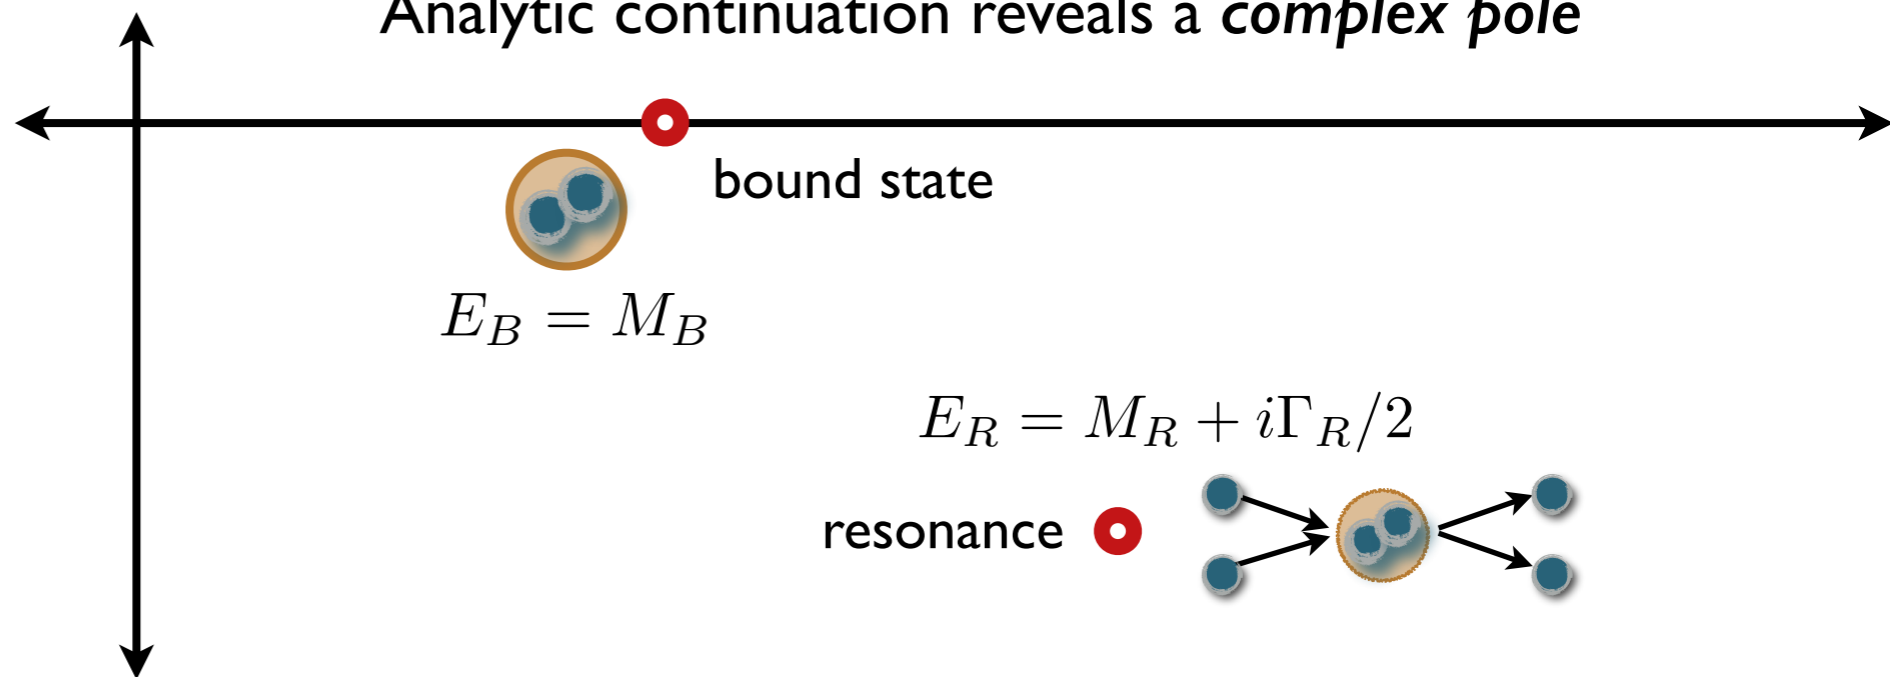 Analytic continuation reveals a complex pole
bound state
E_B = M_B
E_R = M_R + iΓ_R/2
resonance